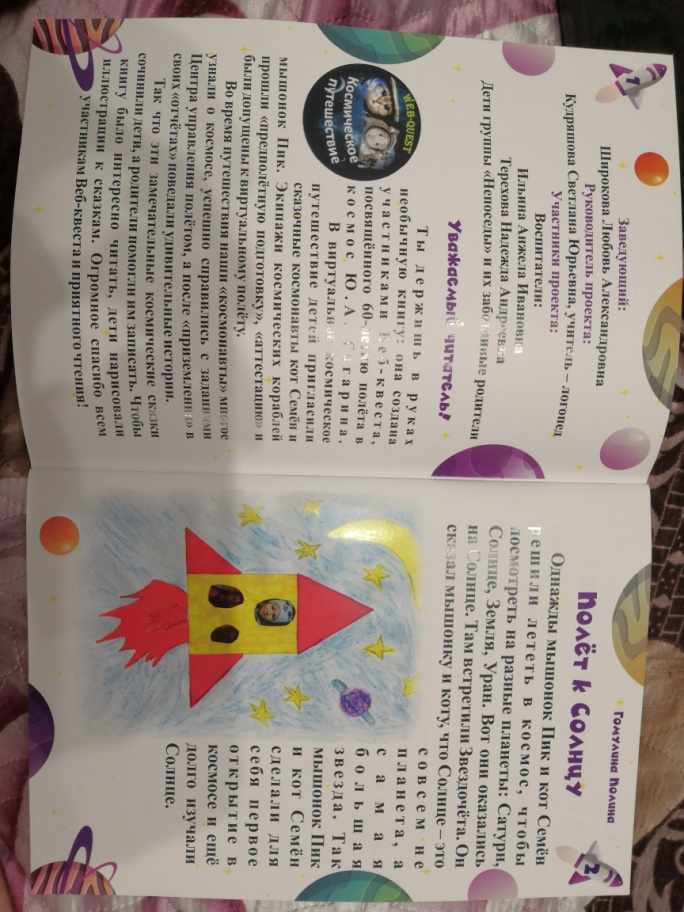 1
Заведующий:
Широкова Любовь Александровна
Руководитель проекта:
Кудряшова Светлана Юрьевна, учитель – логопед
Участники проекта:
Воспитатели:
Ильина Анжела Ивановна
Терехова Надежда Андреевна
Дети группы «Непоседы» и их заботливые родители
Уважаемый читатель!
WEB-QUEST
Космическое
путешествие
Ты держишь в руках
необычную книгу: она создана
участниками Веб-квеста,
посвящённого 60-летию полёта в
космос Ю.А. Гагарина.
В виртуальное космическое
путешествие детей пригласили
сказочные космонавты кот Семён и
мышонок Пик. Экипажи космических кораблей
прошли «предполётную подготовку», «аттестацию» и
были допущены к виртуальному полёту.
Во время путешествия наши «космонавты» многое
узнали о космосе, успешно справились с заданиями
Центра управления полётом, а после «приземления» в
своих «отчётах» поведали удивительные истории.
Так что эти замечательные космические сказки
сочинили дети, а родители помогли им записать. Чтобы
книгу было интересно читать, дети нарисовали
иллюстрации к сказкам. Огромное спасибо всем
участникам Веб-квеста и приятного чтения!
2
Гомулина Полина
Полёт к Солнцу
Однажды мышонок Пик и кот Семён
решили лететь в космос, чтобы
посмотреть на разные планеты: Сатурн,
Солнце, Земля, Уран. Вот они оказались
на Солнце. Там встретили Звездочёта. Он
сказал мышонку и коту, что Солнце – это
совсем не
планета, а
самая
большая
звезда. Так
мышонок Пик
и кот Семён
сделали для
себя первое
открытие в
космосе и ещё
долго изучали
Солнце.